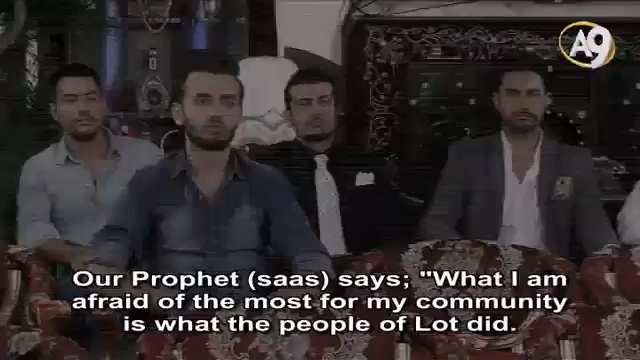 A9
Our Prophet (saas) says; "What I am
afraid of the most for my community
is what the people of Lot did.